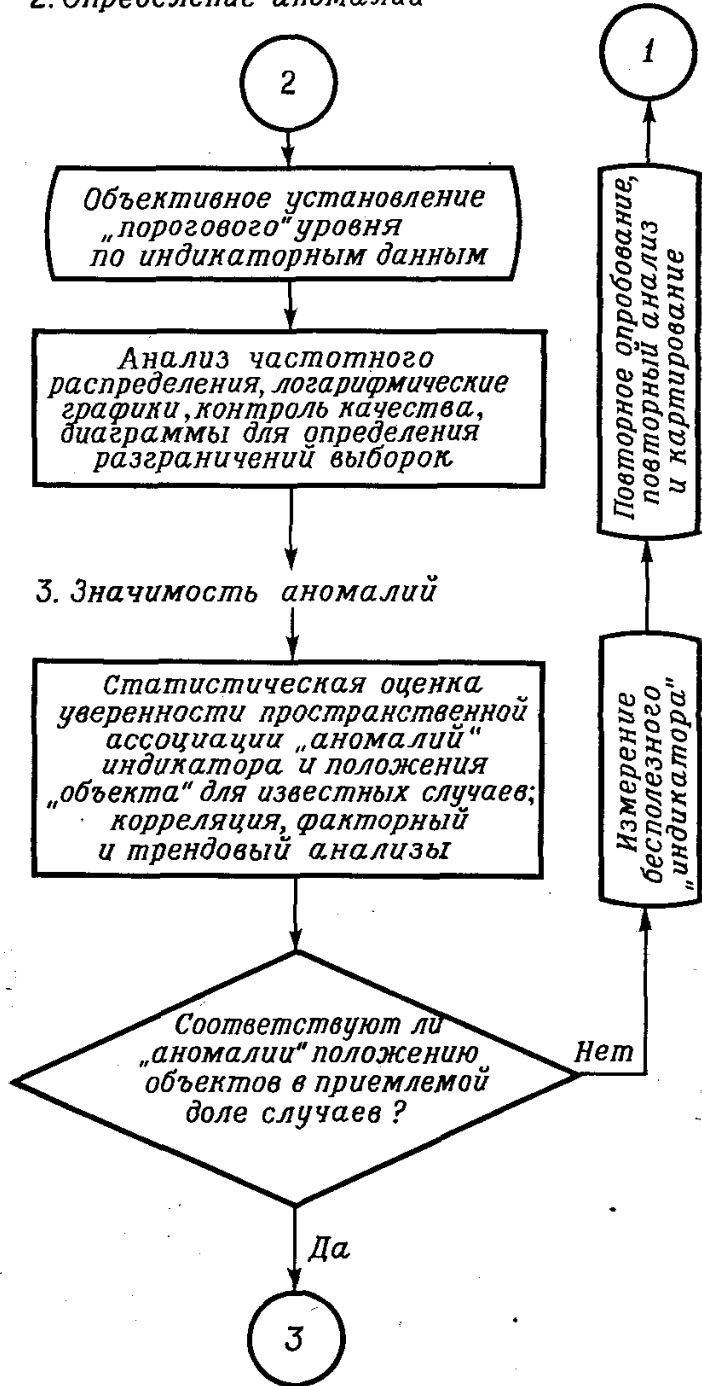 2. Определение аномалий
2
Объективное установление
„порогового“ уровня
по индикаторным данным
Анализ частотного
распределения, логарифмические
графики, контроль качества,
диаграммы для определения
разграничений выборок
3. Значимость аномалий
Статистическая оценка
уверенности пространственной
ассоциации „аномалий“
индикатора и положения
„объекта“ для известных случаев;
корреляция, факторный
и трендовый анализы
Соответствуют ли
„аномалии“ положению
объектов в приемлемой
доле случаев ?
Нет
Да
3
Измерение
бесполезного
„индикатора“
Повторное опробование,
повторный анализ
и картирование
1